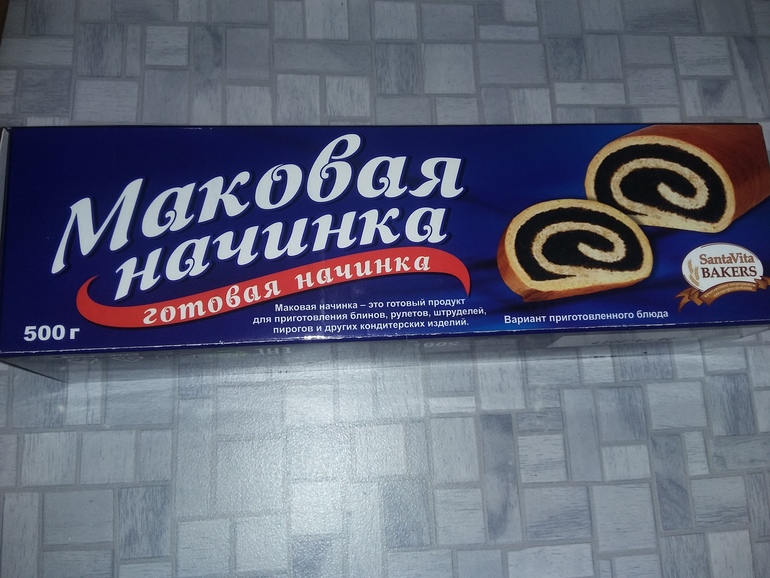 Маковая
начинка
готовая начинка
Маковая начинка – это готовый продукт
для приготовления блинов, рулетов, штруделей,
пирогов и других кондитерских изделий.
500 г
Вариант приготовленного блюда
SantaVita
BAKERS